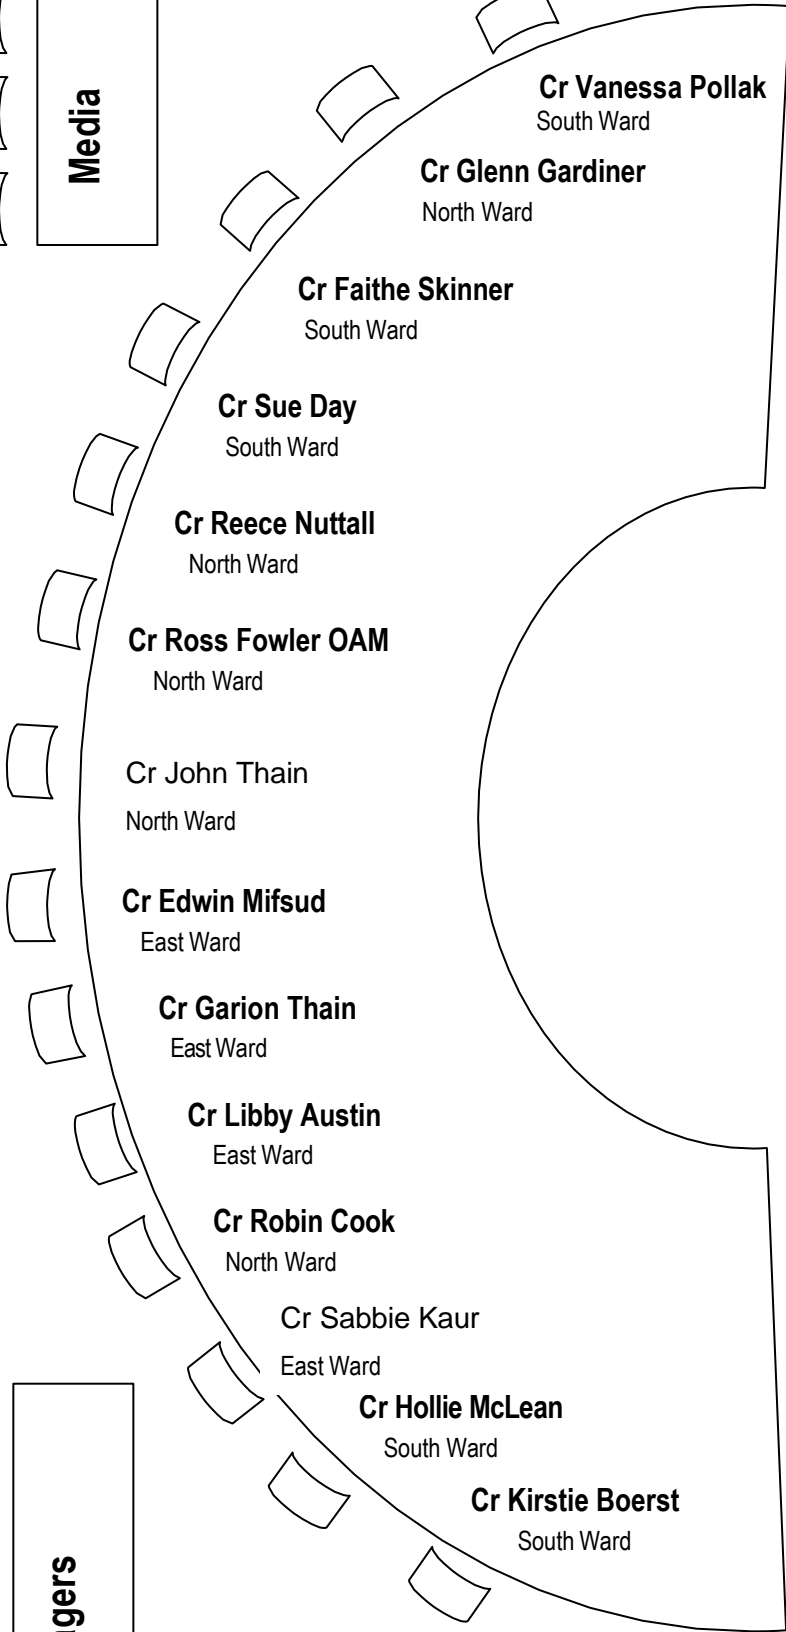 Media
Cr Vanessa Pollak
South Ward
Cr Glenn Gardiner
North Ward
Cr Faithe Skinner
South Ward
Cr Sue Day
South Ward
Cr Reece Nuttall
North Ward
Cr Ross Fowler OAM
North Ward
Cr John Thain
North Ward
Cr Edwin Mifsud
East Ward
Cr Garion Thain
East Ward
Cr Libby Austin
East Ward
Cr Robin Cook
North Ward
Cr Sabbie Kaur
East Ward
Cr Hollie McLean
South Ward
Cr Kirstie Boerst
South Ward